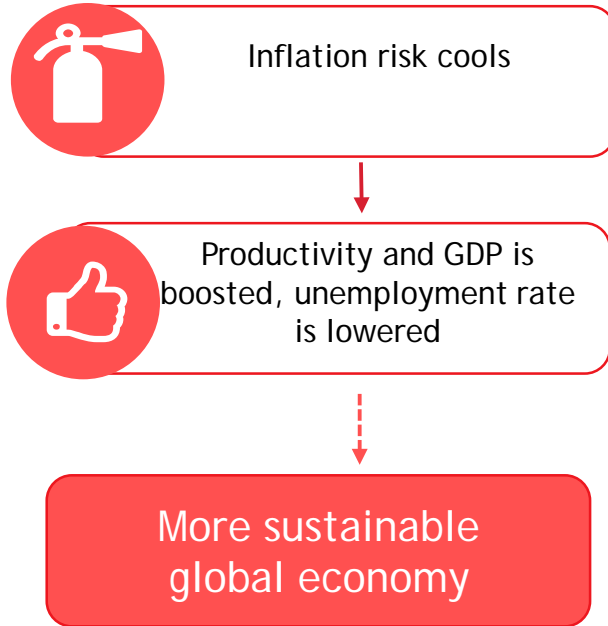 Inflation risk cools
Productivity and GDP is
boosted, unemployment rate
is lowered
More sustainable
global economy